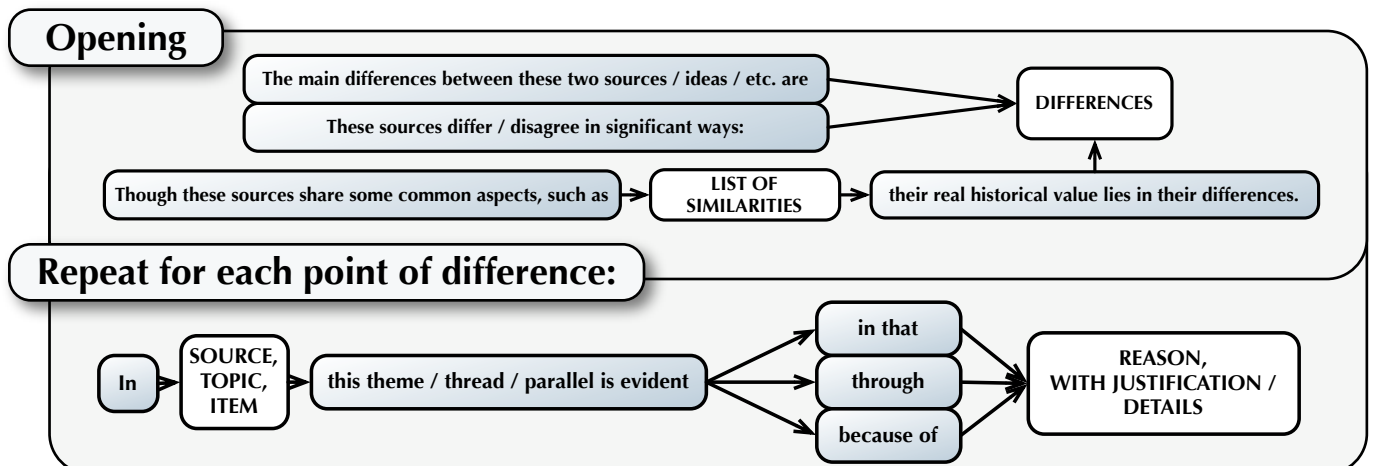 Opening
The main differences between these two sources / ideas / etc. are
These sources differ / disagree in significant ways:
DIFFERENCES
Though these sources share some common aspects, such as
LIST OF
SIMILARITIES
their real historical value lies in their differences.
Repeat for each point of difference:
In
SOURCE,
TOPIC,
ITEM
this theme / thread / parallel is evident
in that
through
because of
REASON,
WITH JUSTIFICATION /
DETAILS